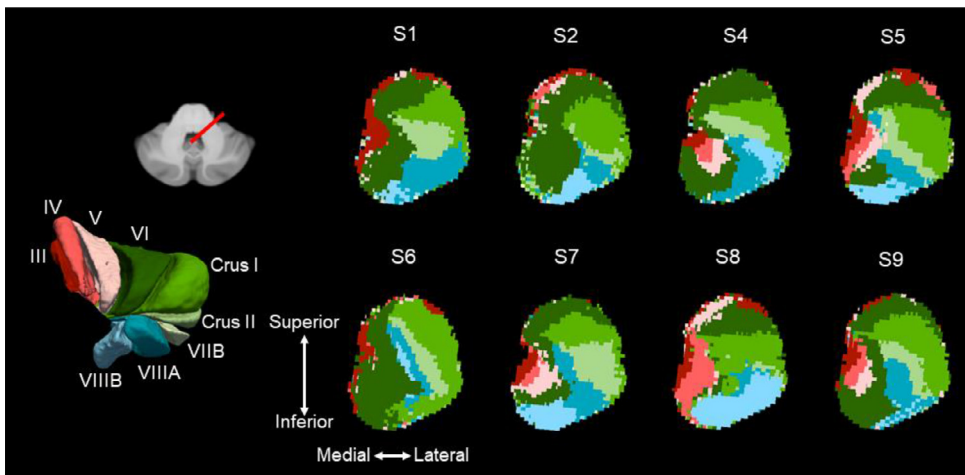 S1
S2
S4
S5
IV
V
VI
III
Crus I
Crus II
VIIB
VIIIB
VIIIA
S6
S7
S8
S9
Superior
Inferior
Medial
Lateral